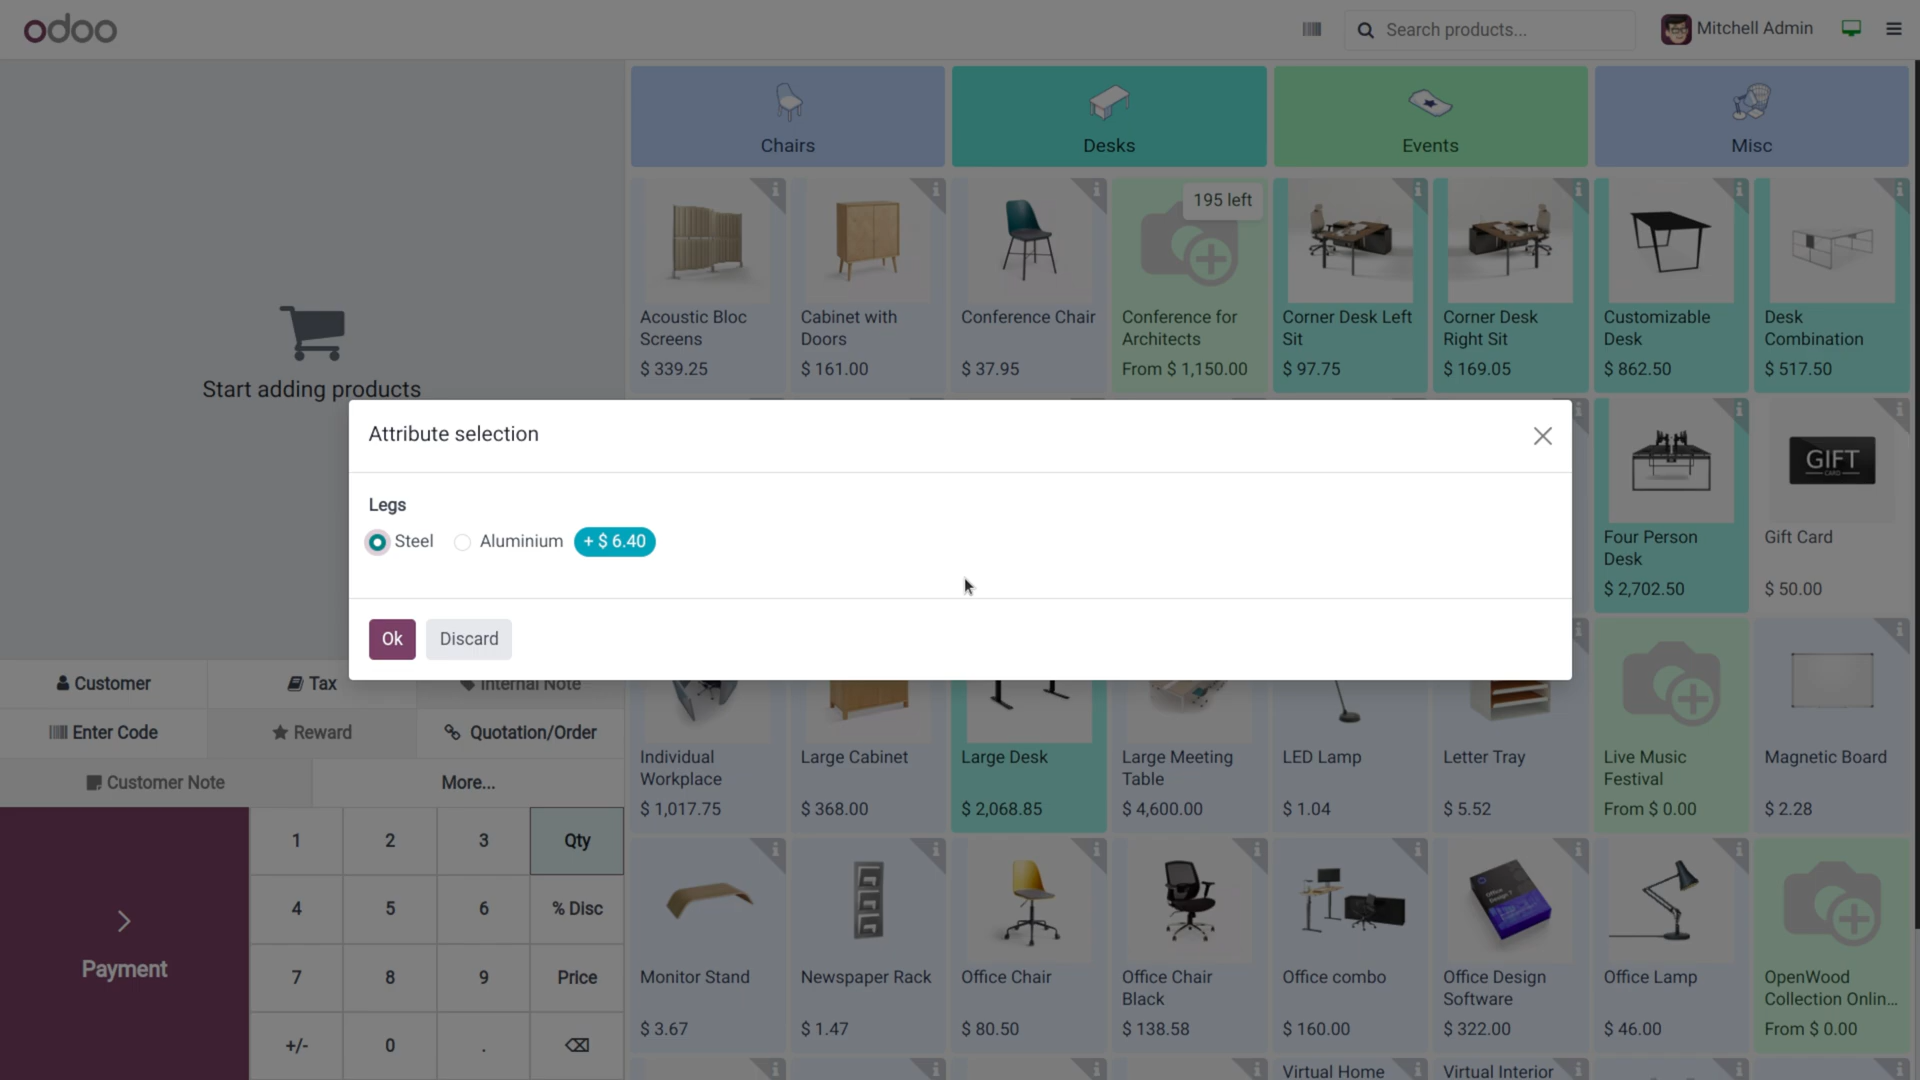 odoo
Search products...
Mitchell Admin
Chairs
Desks
Events
Misc
195 left
Acoustic Bloc
Screens
$ 339.25
Cabinet with
Doors
$ 161.00
Conference Chair
$ 37.95
Conference for
Architects
From $ 1,150.00
Corner Desk Left
Sit
$ 97.75
Corner Desk
Right Sit
$ 169.05
Customizable
Desk
$ 862.50
Desk
Combination
$ 517.50
Start adding products
Attribute selection
Legs
Steel
Aluminium
+ $ 6.40
Ok
Discard
Four Person
Desk
$ 2,702.50
GIFT
CARD
Gift Card
$ 50.00
Customer
Tax
Internal Note
Enter Code
Reward
Quotation/Order
Customer Note
More...
Individual
Workplace
$ 1,017.75
Large Cabinet
$ 368.00
Large Desk
$ 2,068.85
Large Meeting
Table
$ 4,600.00
LED Lamp
$ 1.04
Letter Tray
$ 5.52
Live Music
Festival
From $ 0.00
Magnetic Board
$ 2.28
Payment
1
2
3
Qty
4
5
6
% Disc
7
8
9
Price
+/-
0
.
Monitor Stand
$ 3.67
Newspaper Rack
$ 1.47
Office Chair
$ 80.50
Office Chair
Black
$ 138.58
Office combo
$ 160.00
Office Design
Software
$ 322.00
Office Lamp
$ 46.00
OpenWood
Collection Onlin...
From $ 0.00
Virtual Home
Virtual Interior